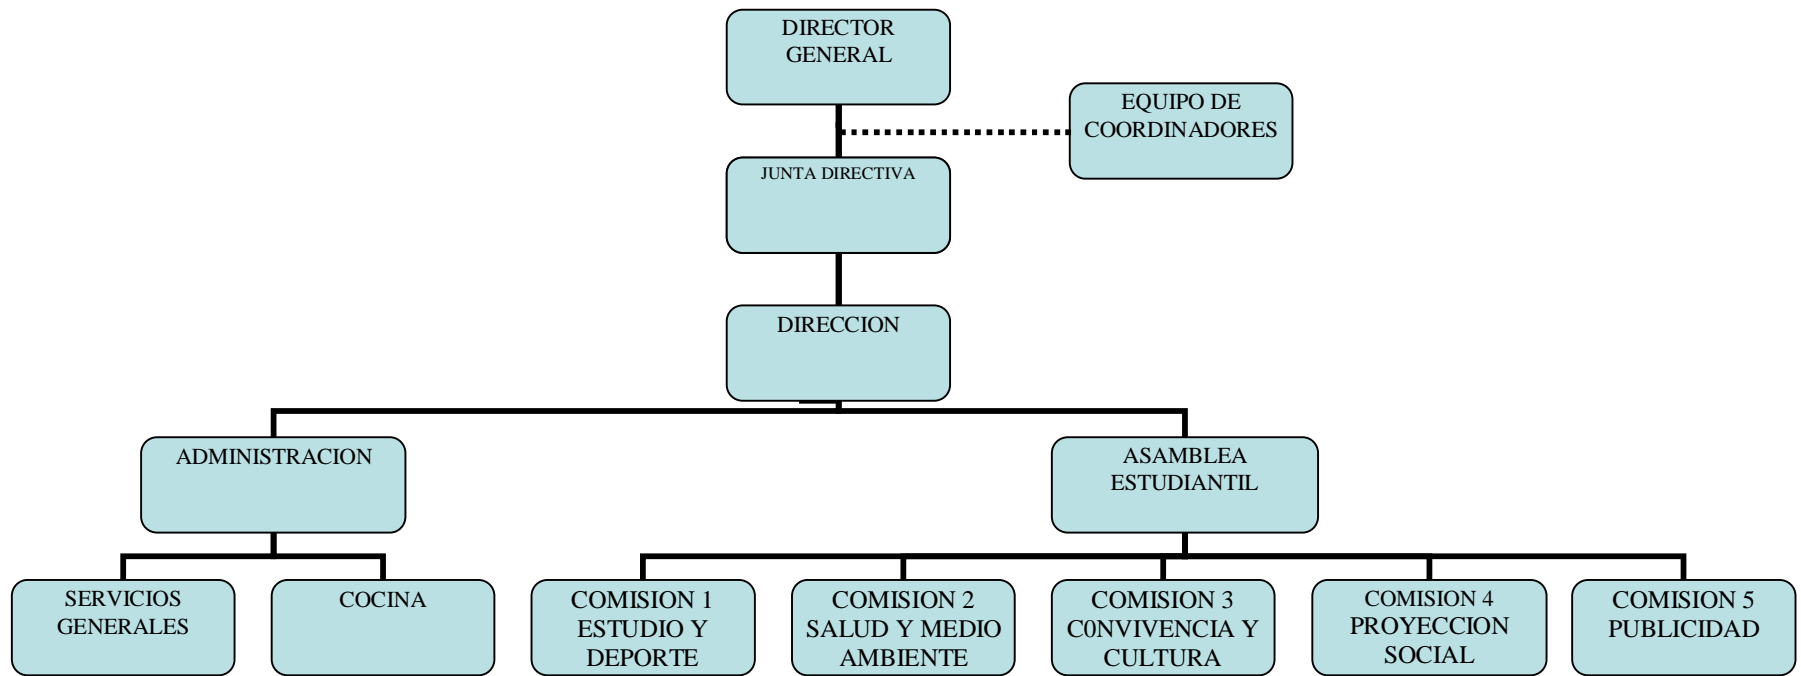 DIRECTOR
GENERAL
EQUIPO DE
COORDINADORES
JUNTA DIRECTIVA
DIRECCION
ADMINISTRACION
ASAMBLEA
ESTUDIANTIL
SERVICIOS
GENERALES
COCINA
COMISION 1
ESTUDIO Y
DEPORTE
COMISION 2
SALUD Y MEDIO
AMBIENTE
COMISION 3
C0NVIVENCIA Y
CULTURA
COMISION 4
PROYECCION
SOCIAL
COMISION 5
PUBLICIDAD